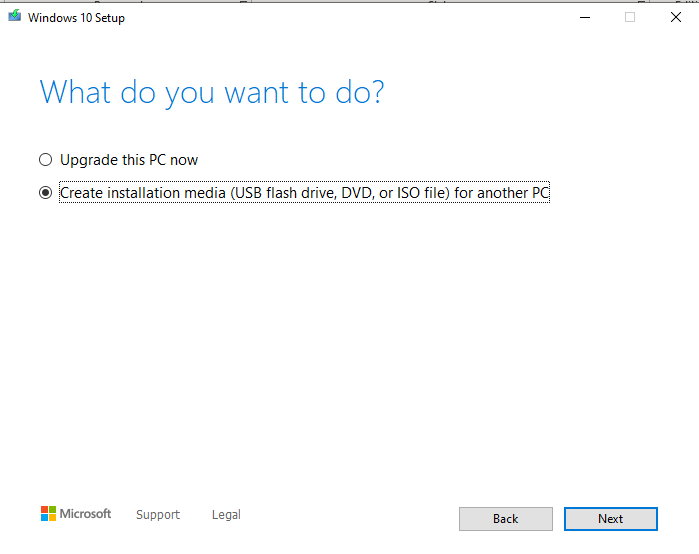 Windows 10 Setup
What do you want to do?
Upgrade this PC now
Create installation media (USB flash drive, DVD, or ISO file) for another PC
Microsoft Support Legal
Back Next